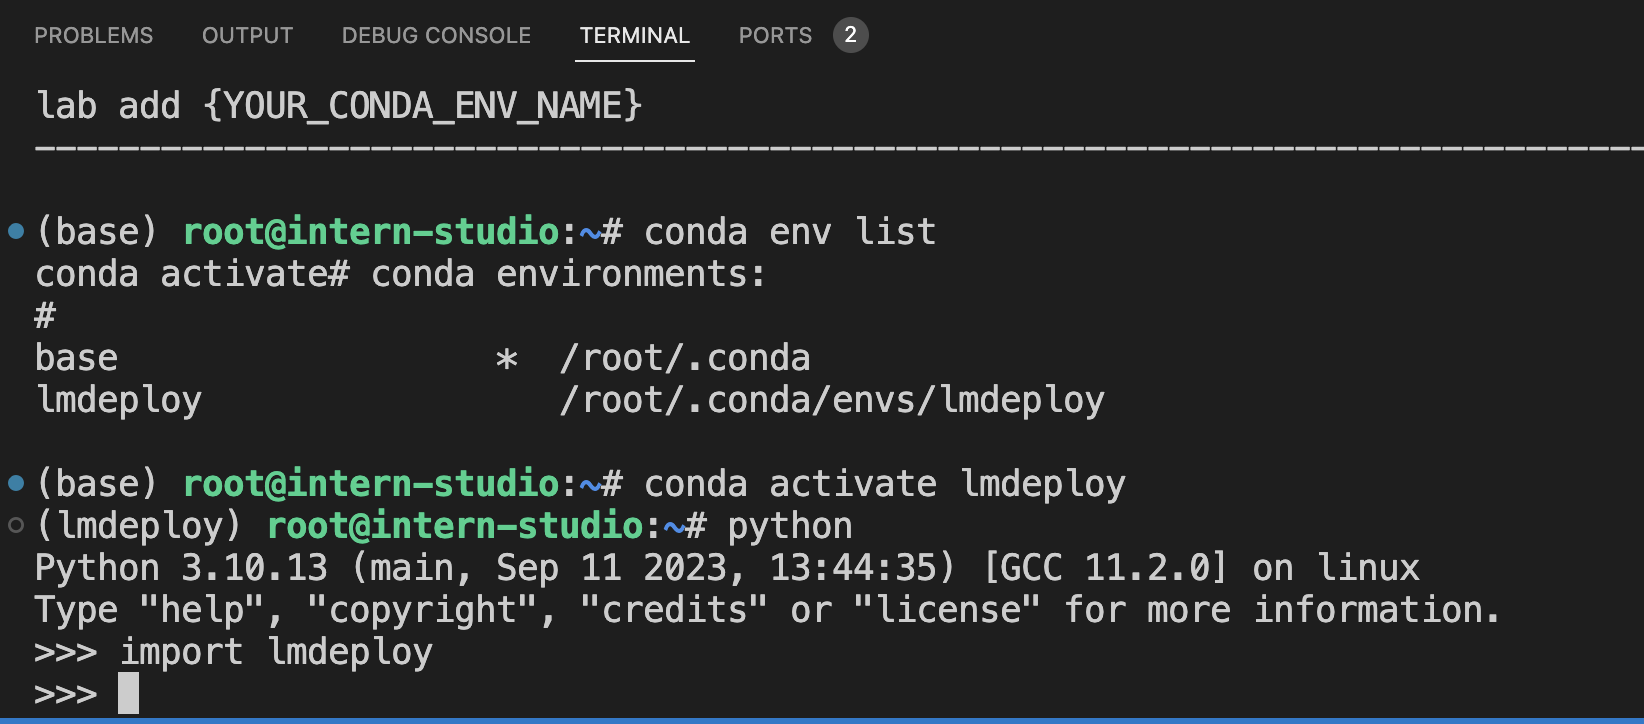 PROBLEMS OUTPUT DEBUG CONSOLE TERMINAL PORTS 2
lab add {YOUR_CONDA_ENV_NAME}
--------------------------------------------------------------------------------
(base) root@intern-studio:~# conda env list
conda activate# conda environments:
#
base                  *  /root/.conda
lmdeploy                 /root/.conda/envs/lmdeploy
(base) root@intern-studio:~# conda activate lmdeploy
(lmdeploy) root@intern-studio:~# python
Python 3.10.13 (main, Sep 11 2023, 13:44:35) [GCC 11.2.0] on linux
Type "help", "copyright", "credits" or "license" for more information.
>>> import lmdeploy
>>>